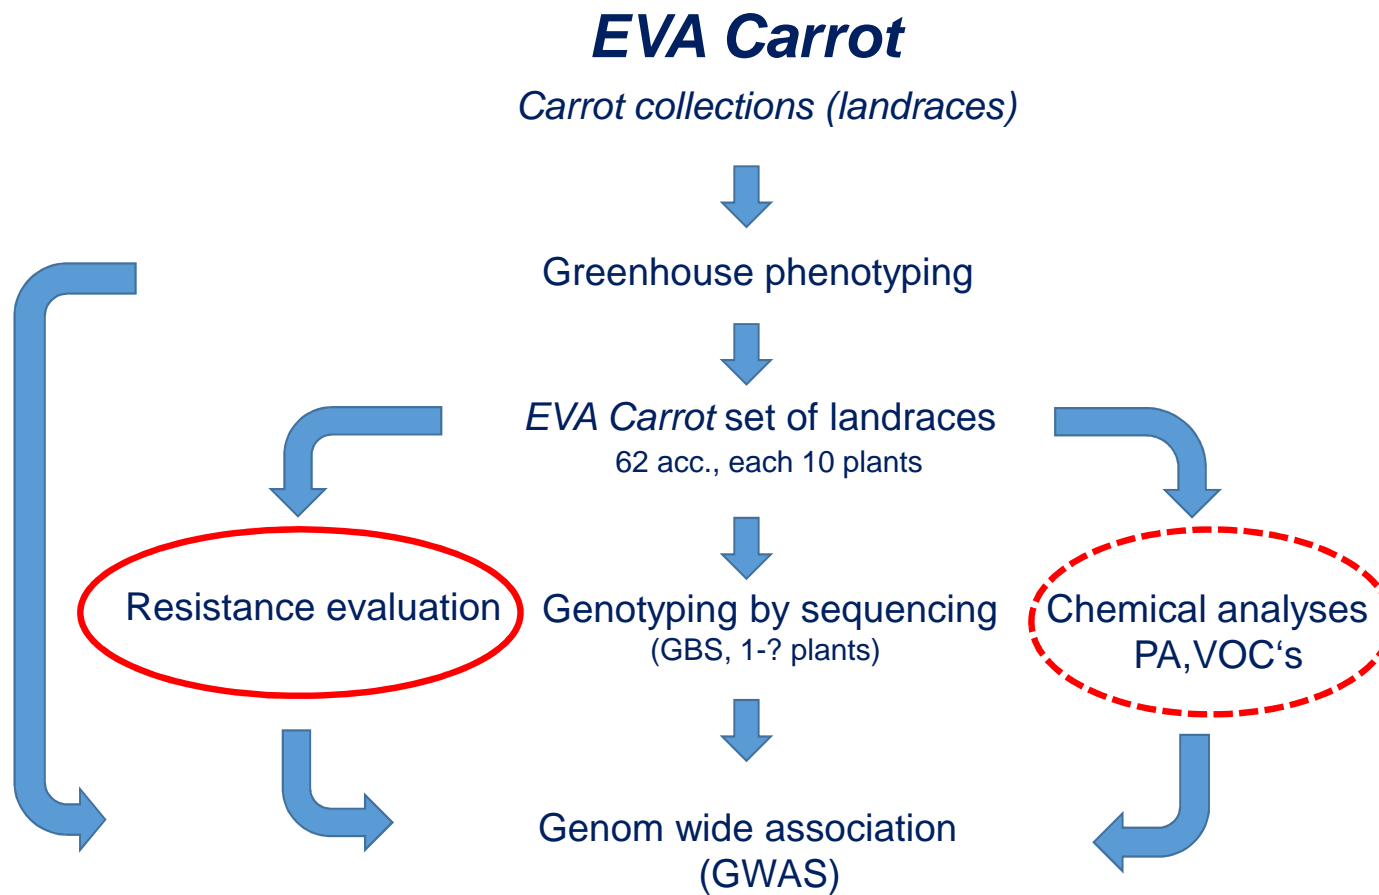 EVA Carrot
Carrot collections (landraces)
Greenhouse phenotyping
EVA Carrot set of landraces
62 acc., each 10 plants
Resistance evaluation
Genotyping by sequencing
(GBS, 1-? plants)
Chemical analyses
PA,VOC‘s
Genom wide association
(GWAS)